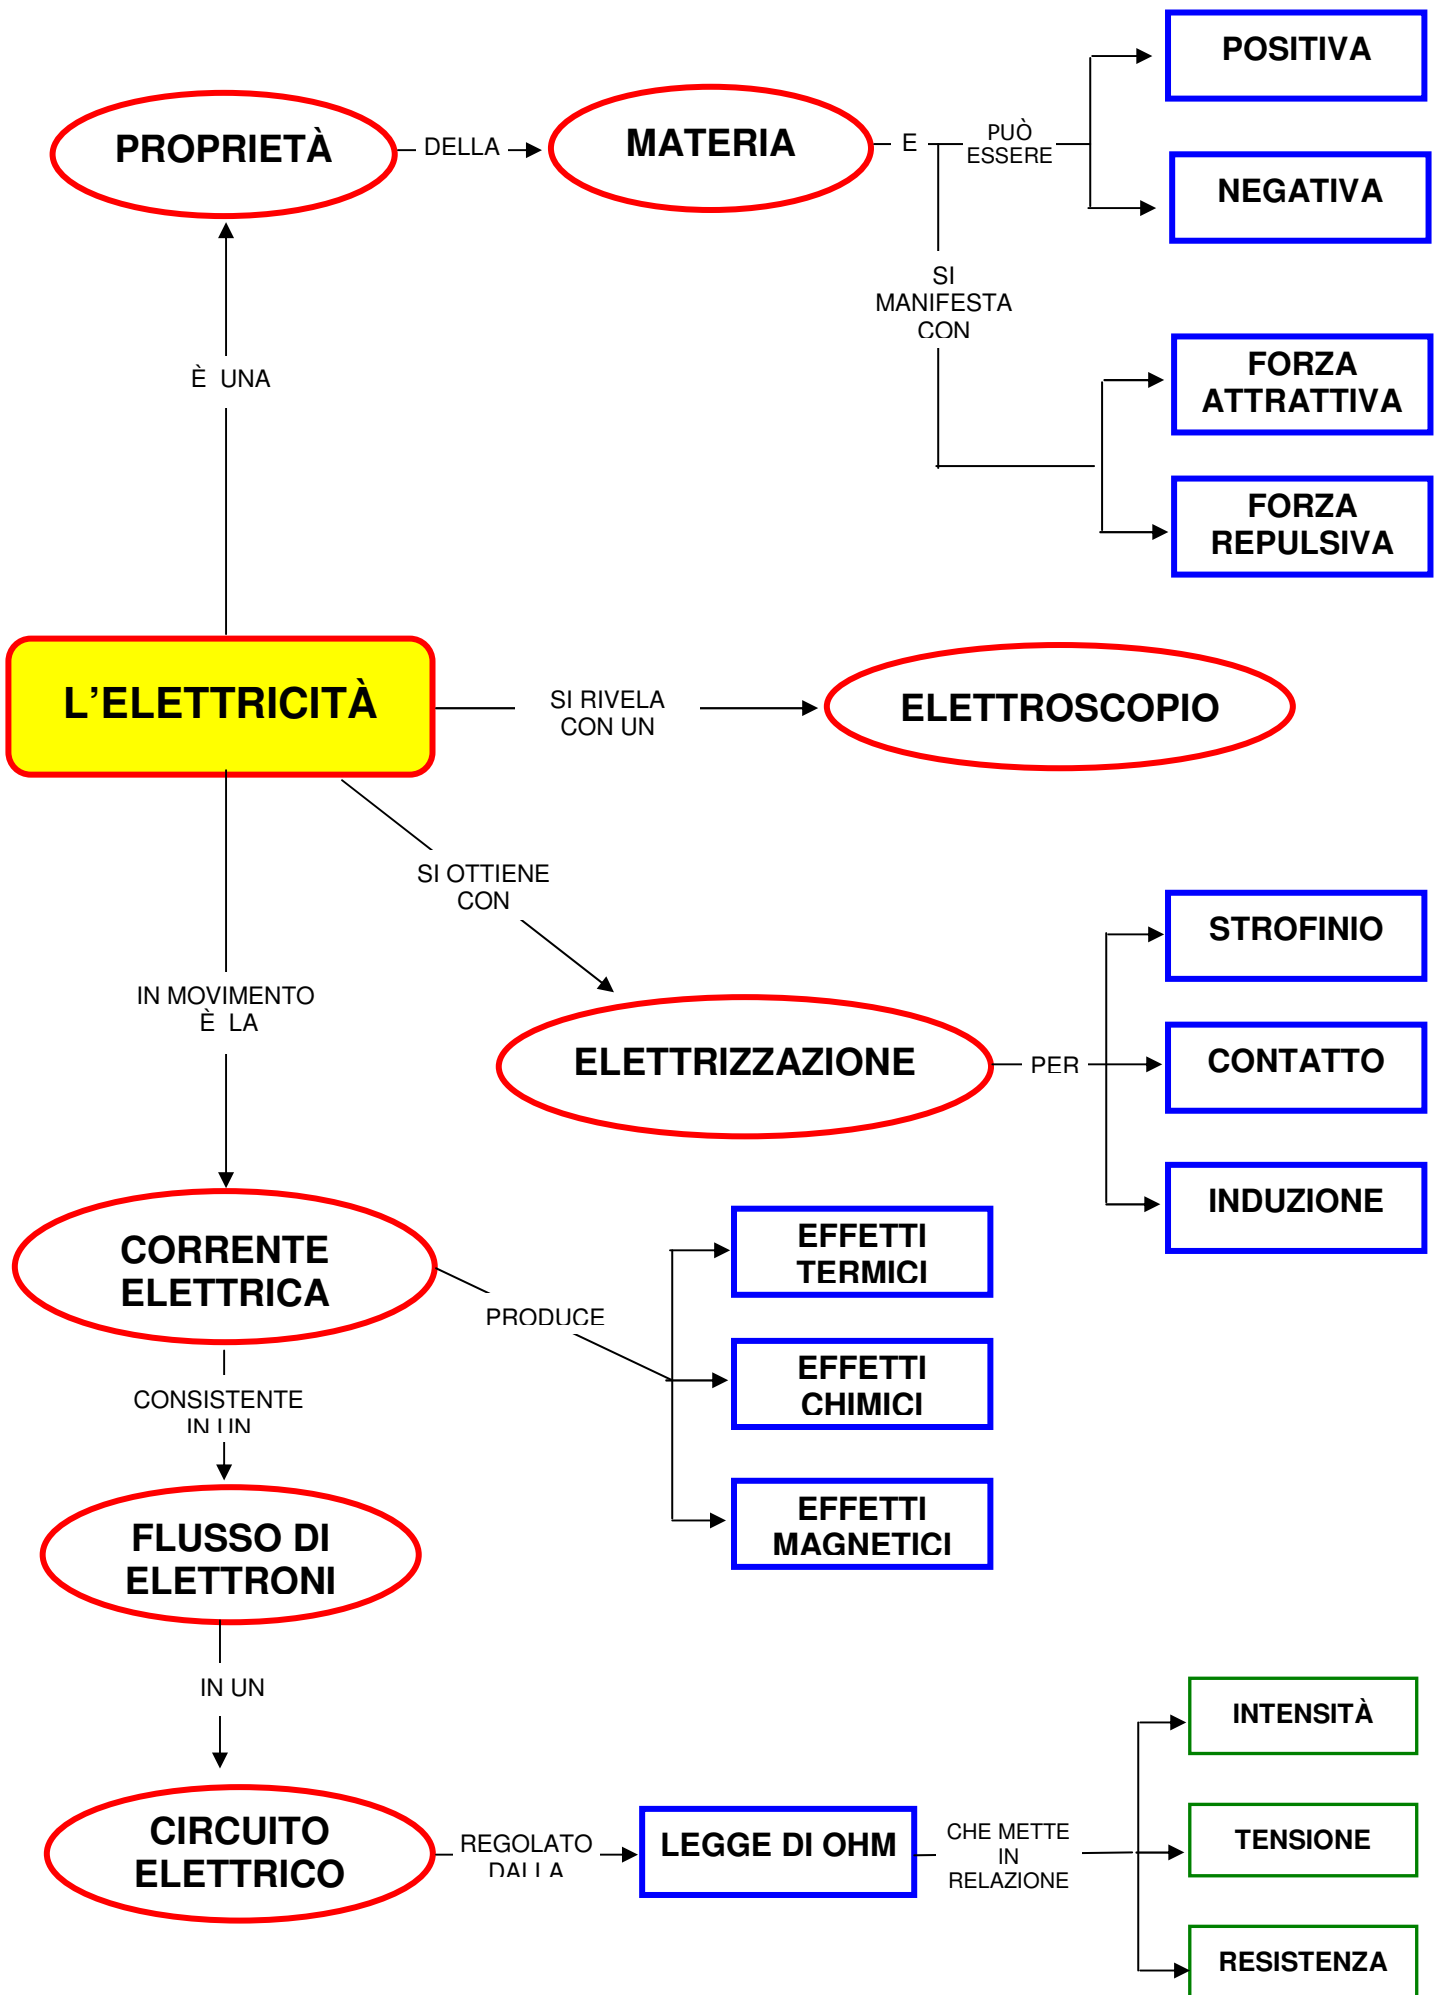 POSITIVA
PROPRIETÀ
DELLA
MATERIA
E
PUÒ
ESSERE
NEGATIVA
SI
MANIFESTA
CON
FORZA
ATTRATTIVA
È UNA
FORZA
REPULSIVA
L'ELETTRICITÀ
SI RIVELA
CON UN
ELETTROSCOPIO
SI OTTIENE
CON
STROFINIO
IN MOVIMENTO
È LA
ELETTRIZZAZIONE
PER
CONTATTO
INDUZIONE
CORRENTE
ELETTRICA
PRODUCE
EFFETTI
TERMICI
EFFETTI
CHIMICI
CONSISTENTE
IN UN
EFFETTI
MAGNETICI
FLUSSO DI
ELETTRONI
IN UN
INTENSITÀ
CIRCUITO
ELETTRICO
REGOLATO
DALLA
LEGGE DI OHM
CHE METTE
IN
RELAZIONE
TENSIONE
RESISTENZA